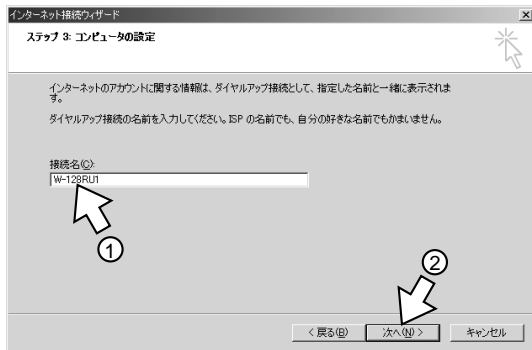 インターネット接続ウィザード
ステップ 3: コンピュータの設定
インターネットのアカウントに関する情報は、ダイヤルアップ接続として、指定した名前と一緒に表示されま
す。
ダイヤルアップ接続の名前を入力してください。ISP の名前でも、自分の好きな名前でもかまいません。
接続名(C):
W-128RU1
①
②
< 戻る(B)
次へ(N) >
キャンセル